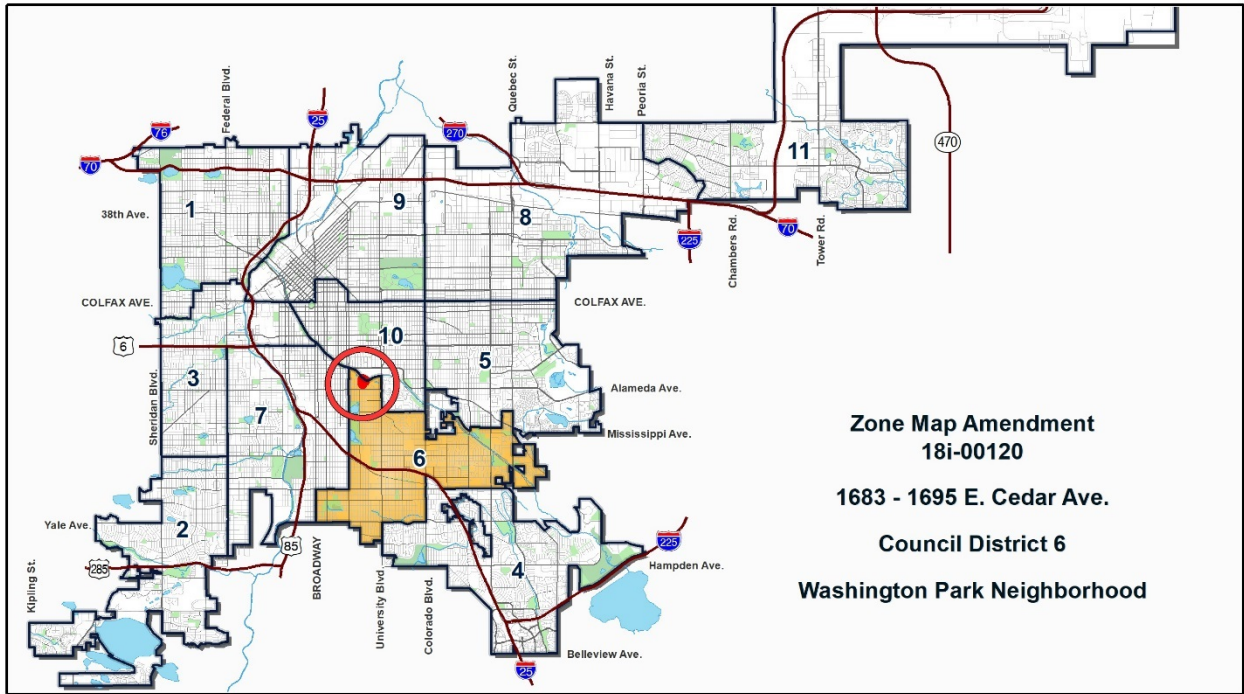 Federal Blvd.
Quebec St.
Havana St.
Peoria St.
76
25
270
70
470
11
1
9
8
38th Ave.
225
Chambers Rd.
70
Tower Rd.
COLFAX AVE.
COLFAX AVE.
10
6
3
5
Sheridan Blvd.
7
Alameda Ave.
Mississippi Ave.
6
Zone Map Amendment
18i-00120
1683 - 1695 E. Cedar Ave.
Council District 6
Washington Park Neighborhood
Yale Ave.
2
85
285
BROADWAY
University Blvd.
Colorado Blvd.
4
225
Hampden Ave.
Kipling St.
Belleview Ave.
25